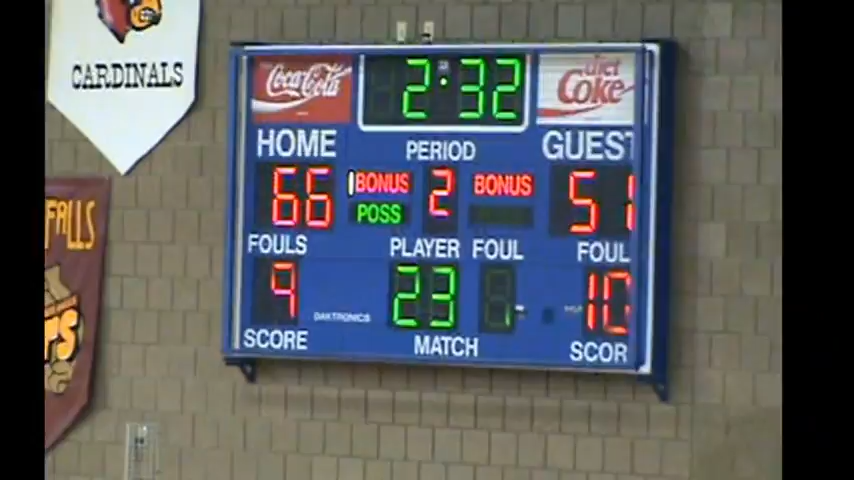 CARDINALS
FALLS
Coca-Cola
2:32
diet Coke
HOME
PERIOD
GUEST
66
BONUS
2
BONUS
51
POSS
FOULS
PLAYER
FOUL
FOUL
9
DAKTRONICS
23
10
SCORE
MATCH
SCOR